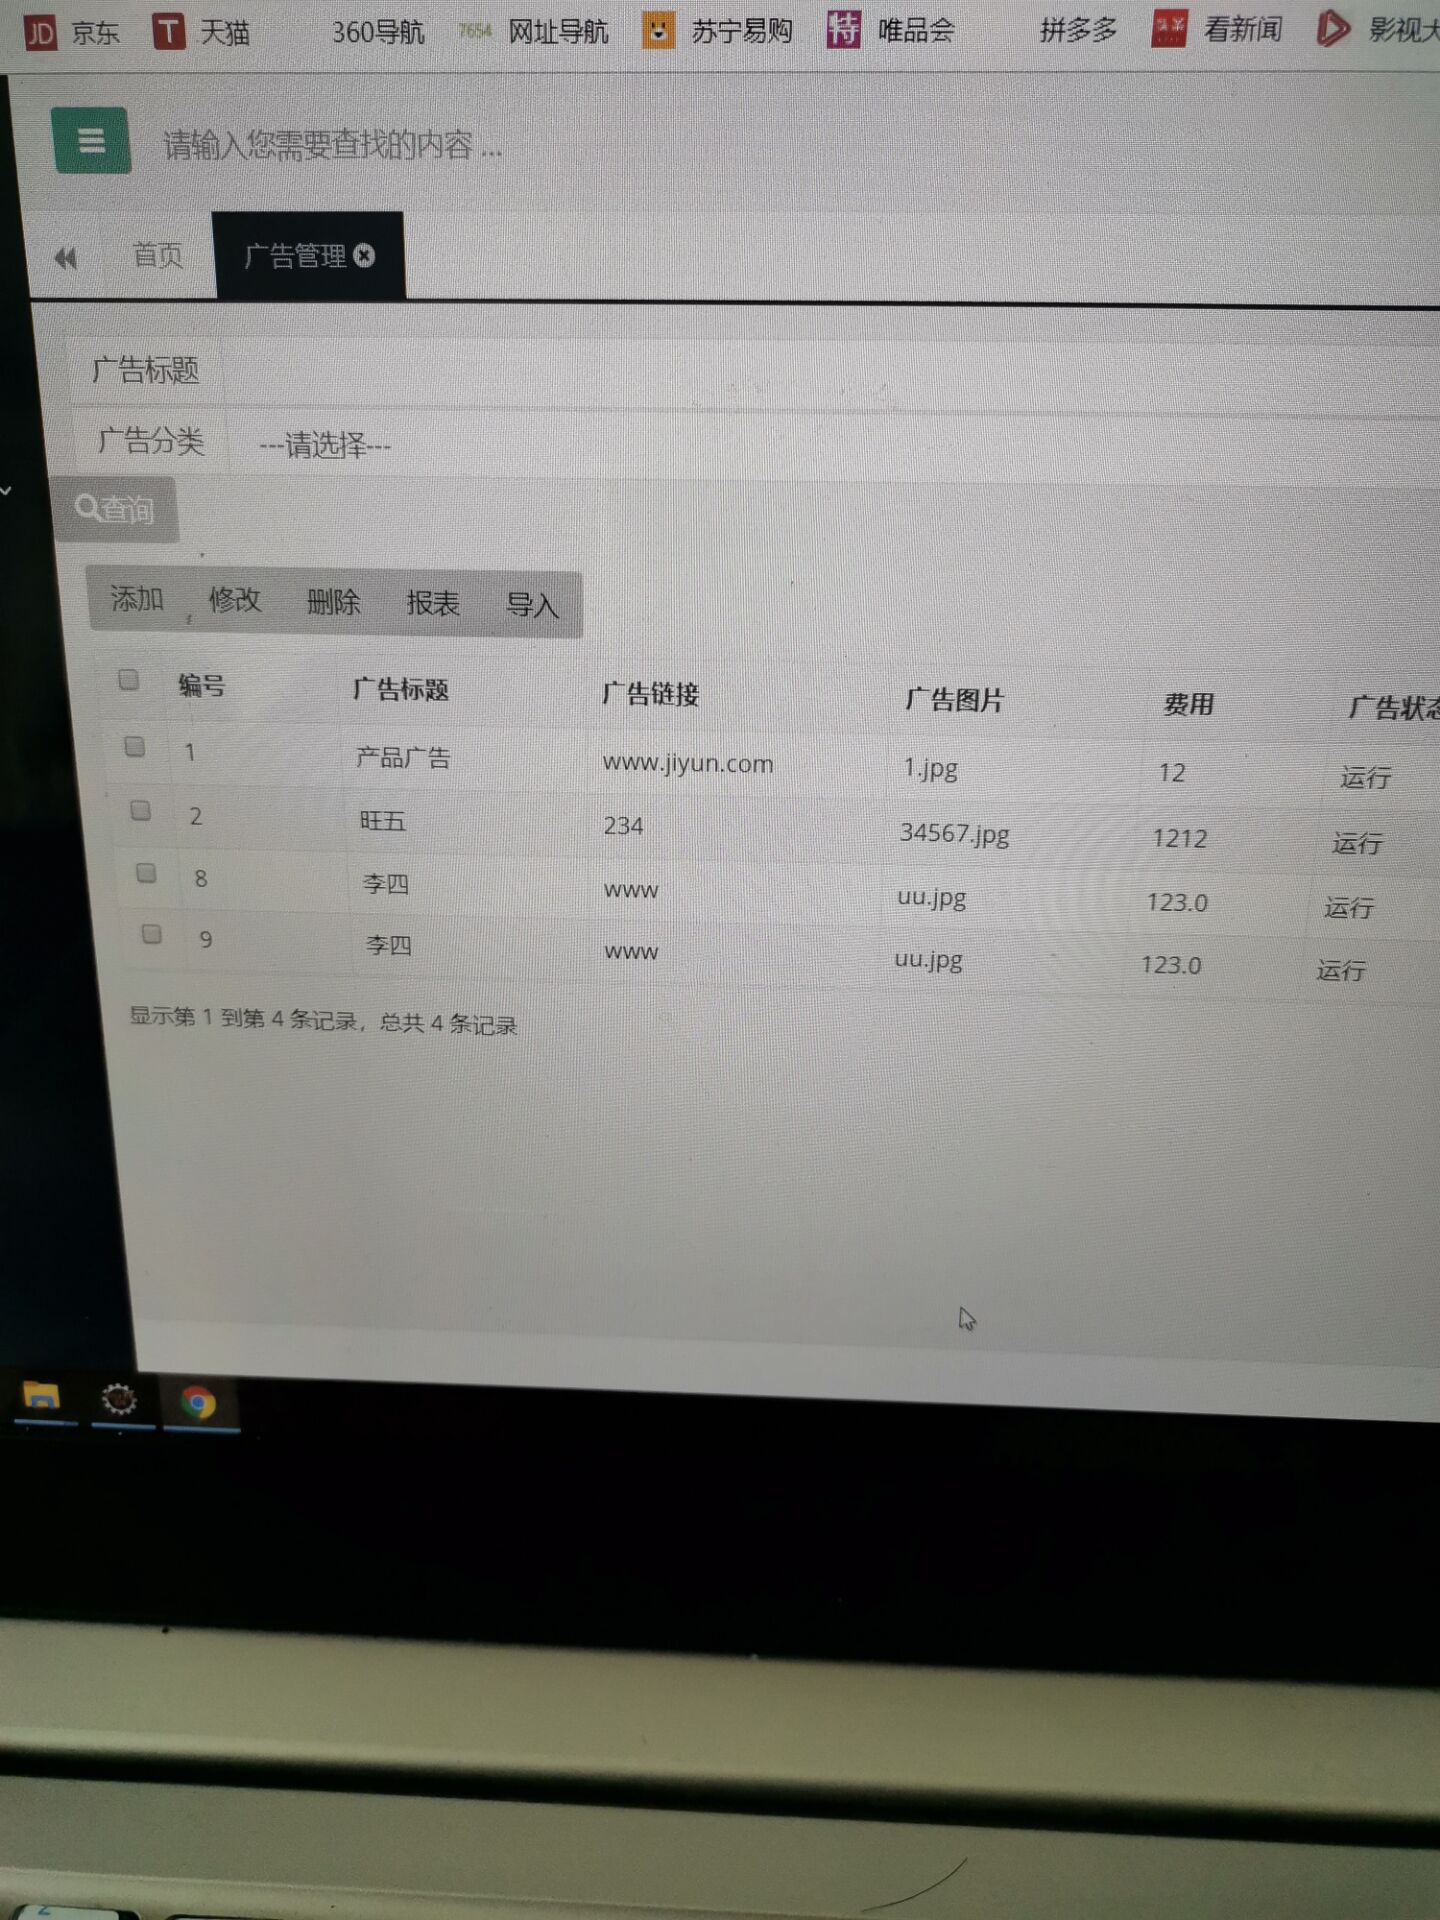 JD 京东 T 天猫 360导航 7654 网址导航 苏宁易购 特 唯品会 拼多多 看新闻 影视大
请输入您需要查找的内容 ...
首页 广告管理
广告标题
广告分类 ---请选择---
查询
添加 修改 删除 报表 导入
编号 广告标题 广告链接 广告图片 费用 广告状态
1 产品广告 www.jiyun.com 1.jpg 12 运行
2 旺五 234 34567.jpg 1212 运行
8 李四 www uu.jpg 123.0 运行
9 李四 www uu.jpg 123.0 运行
显示第 1 到第 4 条记录，总共 4 条记录
Z